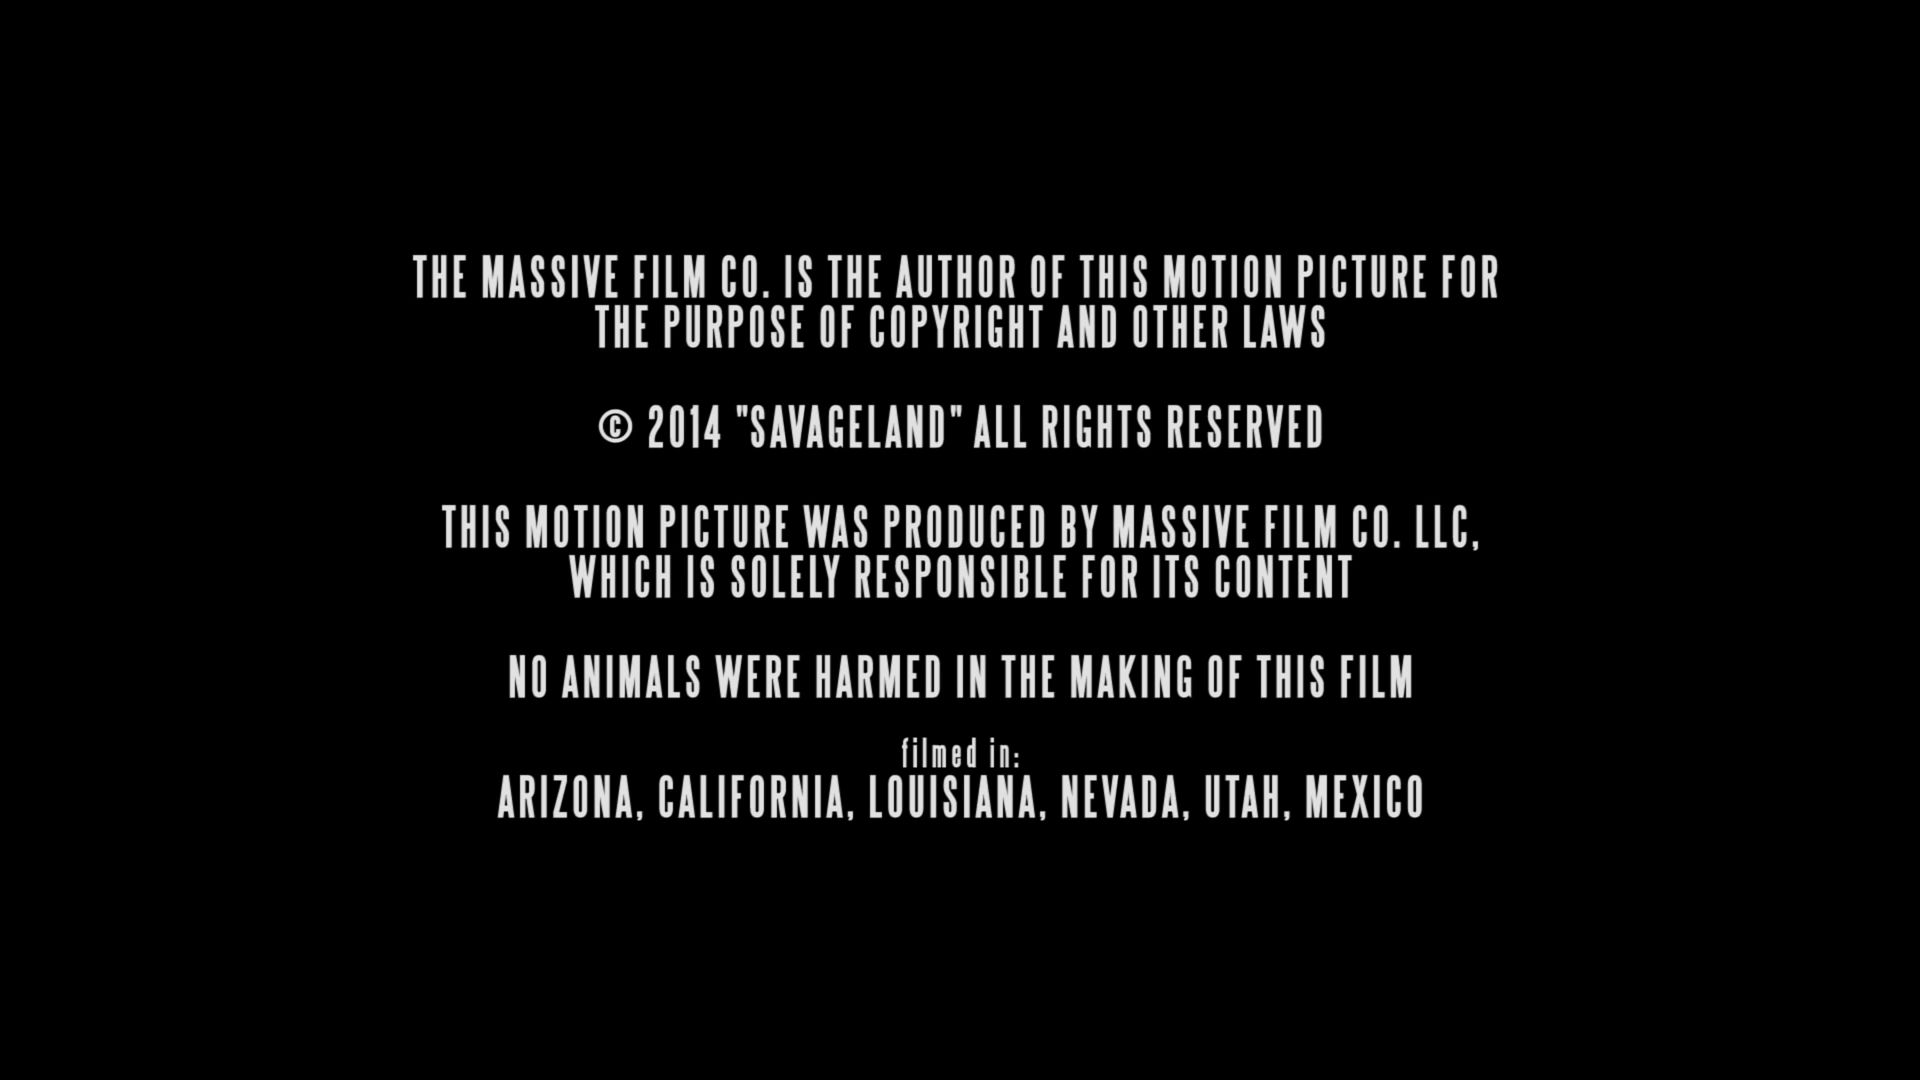 THE MASSIVE FILM CO. IS THE AUTHOR OF THIS MOTION PICTURE FOR
THE PURPOSE OF COPYRIGHT AND OTHER LAWS
© 2014 "SAVAGELAND" ALL RIGHTS RESERVED
THIS MOTION PICTURE WAS PRODUCED BY MASSIVE FILM CO. LLC,
WHICH IS SOLELY RESPONSIBLE FOR ITS CONTENT
NO ANIMALS WERE HARMED IN THE MAKING OF THIS FILM
filmed in:
ARIZONA, CALIFORNIA, LOUISIANA, NEVADA, UTAH, MEXICO